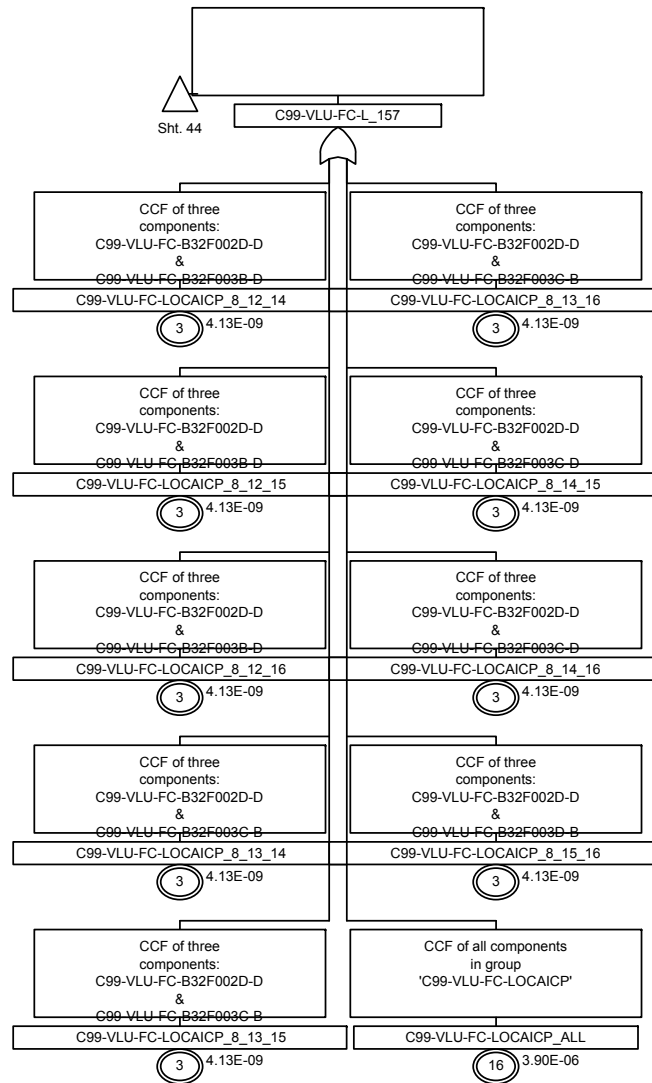 Sht. 44
C99-VLU-FC-L_157
CCF of three
components:
C99-VLU-FC-B32F002D-D
&
C99-VLU-FC-B32F003B-D
C99-VLU-FC-LOCAICP_8_12_14
3
4.13E-09
CCF of three
components:
C99-VLU-FC-B32F002D-D
&
C99-VLU-FC-B32F003C-B
C99-VLU-FC-LOCAICP_8_13_16
3
4.13E-09
CCF of three
components:
C99-VLU-FC-B32F002D-D
&
C99-VLU-FC-B32F003B-D
C99-VLU-FC-LOCAICP_8_12_15
3
4.13E-09
CCF of three
components:
C99-VLU-FC-B32F002D-D
&
C99-VLU-FC-B32F003C-D
C99-VLU-FC-LOCAICP_8_14_15
3
4.13E-09
CCF of three
components:
C99-VLU-FC-B32F002D-D
&
C99-VLU-FC-B32F003B-D
C99-VLU-FC-LOCAICP_8_12_16
3
4.13E-09
CCF of three
components:
C99-VLU-FC-B32F002D-D
&
C99-VLU-FC-B32F003C-D
C99-VLU-FC-LOCAICP_8_14_16
3
4.13E-09
CCF of three
components:
C99-VLU-FC-B32F002D-D
&
C99-VLU-FC-B32F003C-B
C99-VLU-FC-LOCAICP_8_13_14
3
4.13E-09
CCF of three
components:
C99-VLU-FC-B32F002D-D
&
C99-VLU-FC-B32F003D-B
C99-VLU-FC-LOCAICP_8_15_16
3
4.13E-09
CCF of three
components:
C99-VLU-FC-B32F002D-D
&
C99-VLU-FC-B32F003C-B
C99-VLU-FC-LOCAICP_8_13_15
3
4.13E-09
CCF of all components
in group
'C99-VLU-FC-LOCAICP'
C99-VLU-FC-LOCAICP_ALL
16
3.90E-06